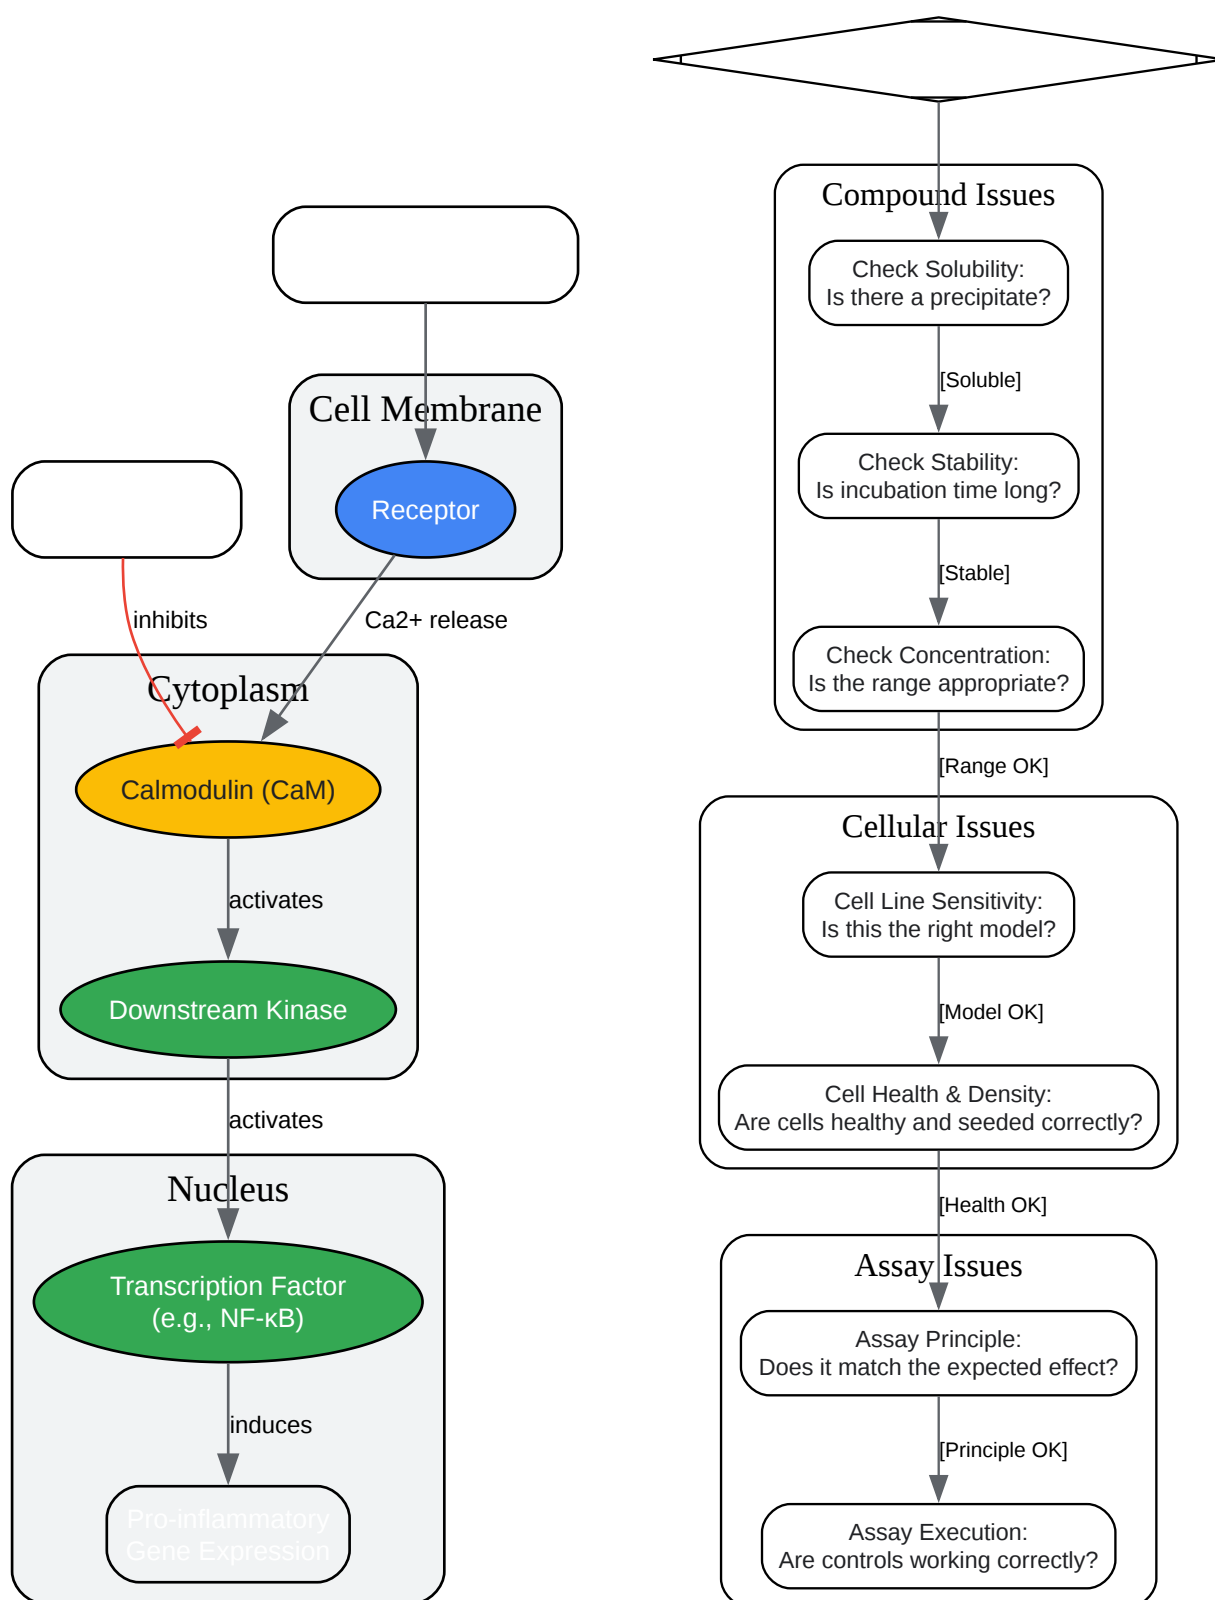 Cell Membrane
Receptor
inhibits
Ca2+ release
Cytoplasm
Calmodulin (CaM)
activates
Downstream Kinase
activates
Nucleus
Transcription Factor
(e.g., NF-κB)
induces
Pro-inflammatory
Gene Expression
Compound Issues
Check Solubility:
Is there a precipitate?
[Soluble]
Check Stability:
Is incubation time long?
[Stable]
Check Concentration:
Is the range appropriate?
[Range OK]
Cellular Issues
Cell Line Sensitivity:
Is this the right model?
[Model OK]
Cell Health & Density:
Are cells healthy and seeded correctly?
[Health OK]
Assay Issues
Assay Principle:
Does it match the expected effect?
[Principle OK]
Assay Execution:
Are controls working correctly?